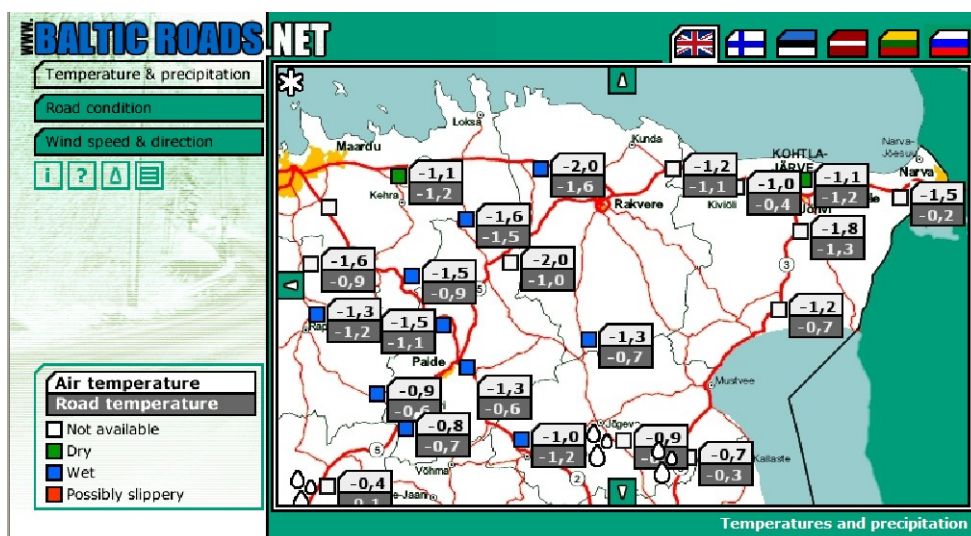 WWW.BALTIC ROADS.NET
Temperature & precipitation
Road condition
Wind speed & direction
i ? Δ
Air temperature
Road temperature
Not available
Dry
Wet
Possibly slippery
Loksa
Maardu
Kunda
KOHTLA-
JÄRVE
Narva-
Jõesuu
Narva
Kehra
-1,1
-1,2
-2,0
-1,6
Rakvere
-1,2
-1,1
Kiviõli
-1,0
-0,4
-1,1
-1,2
Jõhvi
-1,5
-0,2
-1,6
-1,5
-1,8
-1,3
-1,6
-0,9
-1,5
-0,9
5
-2,0
-1,0
3
-1,3
-1,2
-1,5
-1,1
-1,2
-0,7
-1,3
-0,7
Paide
Mustvee
-0,9
-1,3
-0,6
-0,8
-0,7
5
Võhma
-1,0
-1,2
2
-0,9
-0,7
-0,3
Kallaste
-0,4
Temperatures and precipitation